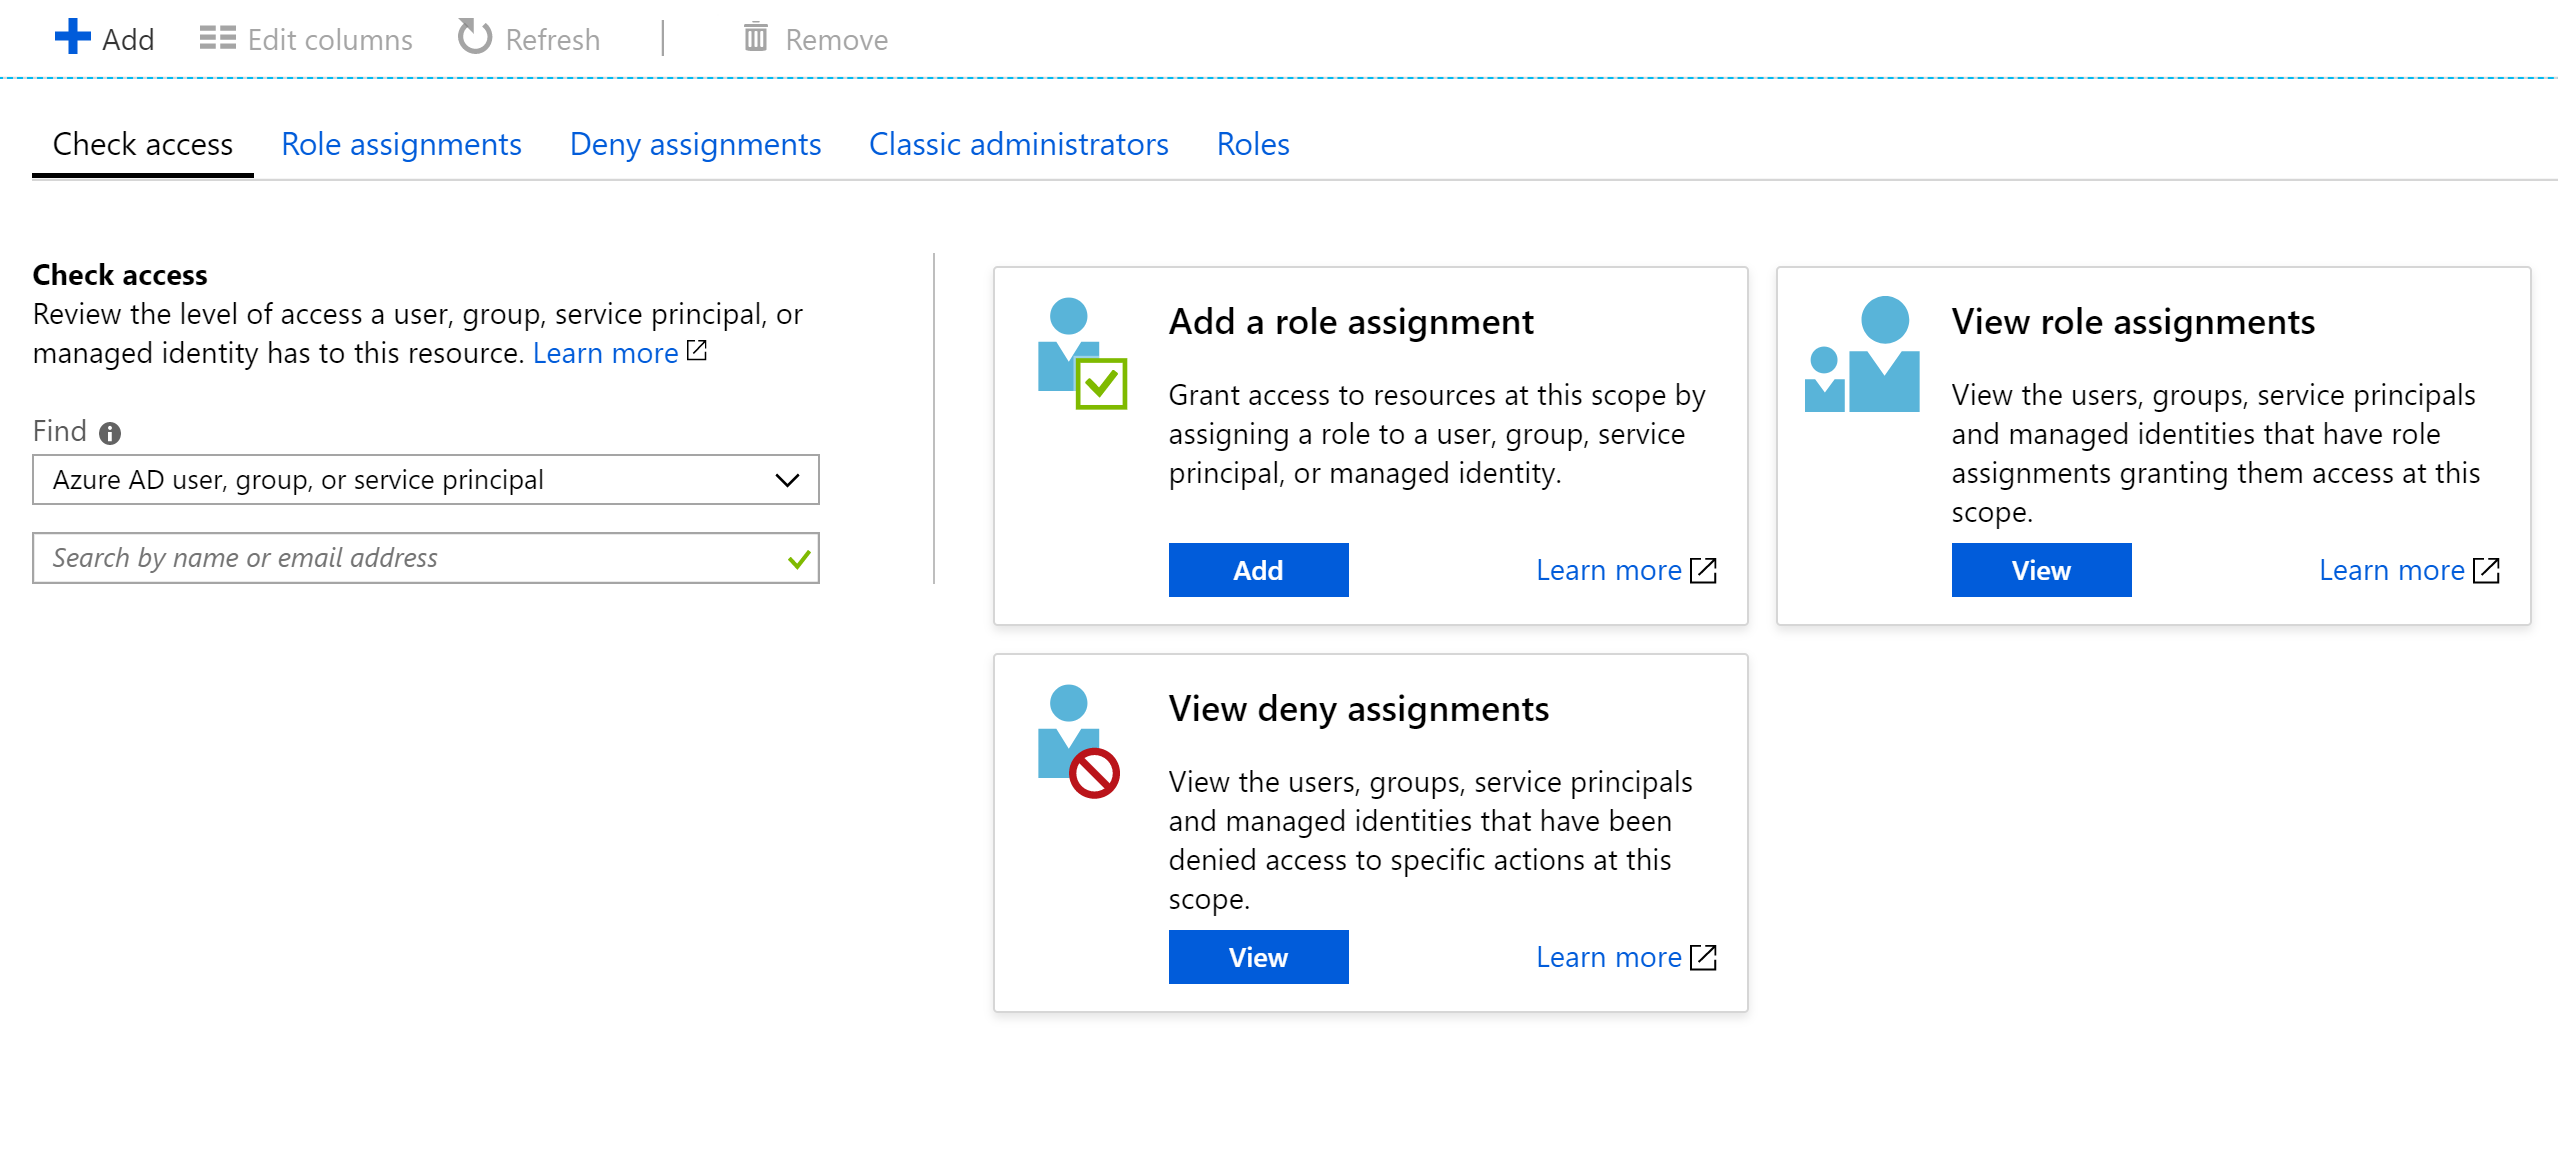 Add Edit columns Refresh Remove
Check access Role assignments Deny assignments Classic administrators Roles
Check access
Review the level of access a user, group, service principal, or
managed identity has to this resource. Learn more
Find
Azure AD user, group, or service principal
Search by name or email address
Add a role assignment
Grant access to resources at this scope by
assigning a role to a user, group, service
principal, or managed identity.
Add Learn more
View role assignments
View the users, groups, service principals
and managed identities that have role
assignments granting them access at this
scope.
View Learn more
View deny assignments
View the users, groups, service principals
and managed identities that have been
denied access to specific actions at this
scope.
View Learn more